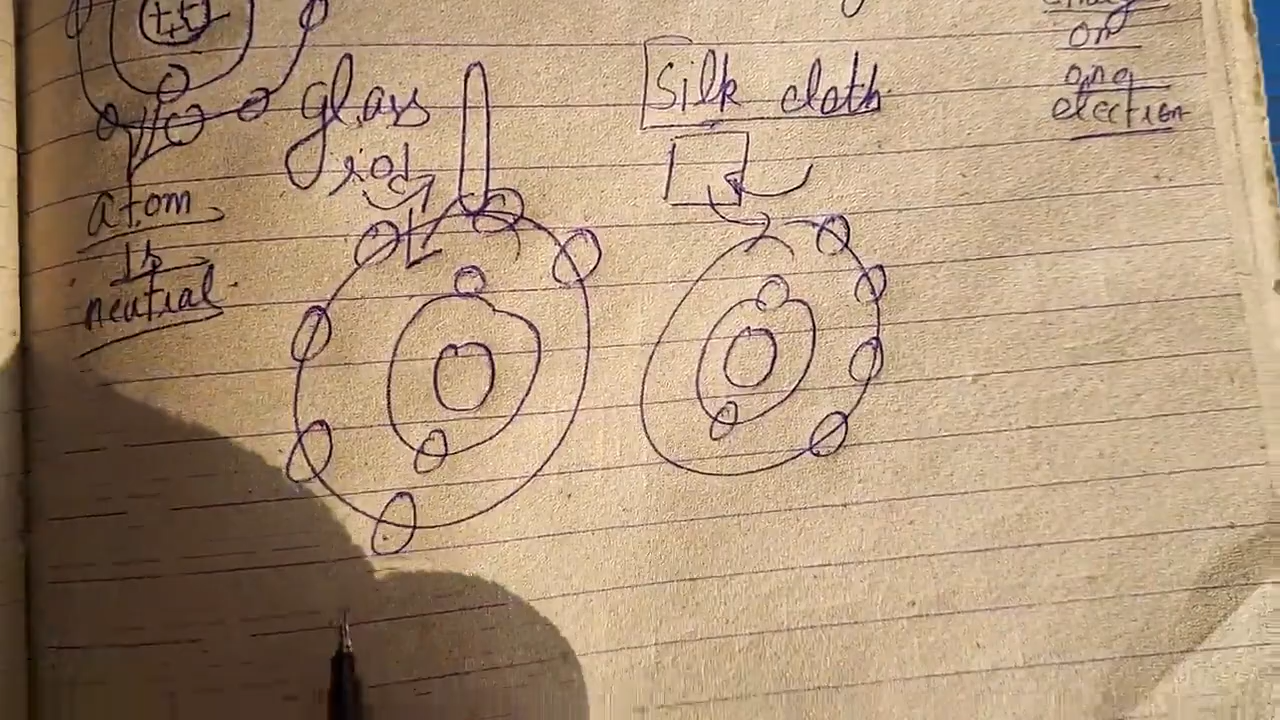 glass
rod
Silk cloth
on
one
electron
atom
is
neutral